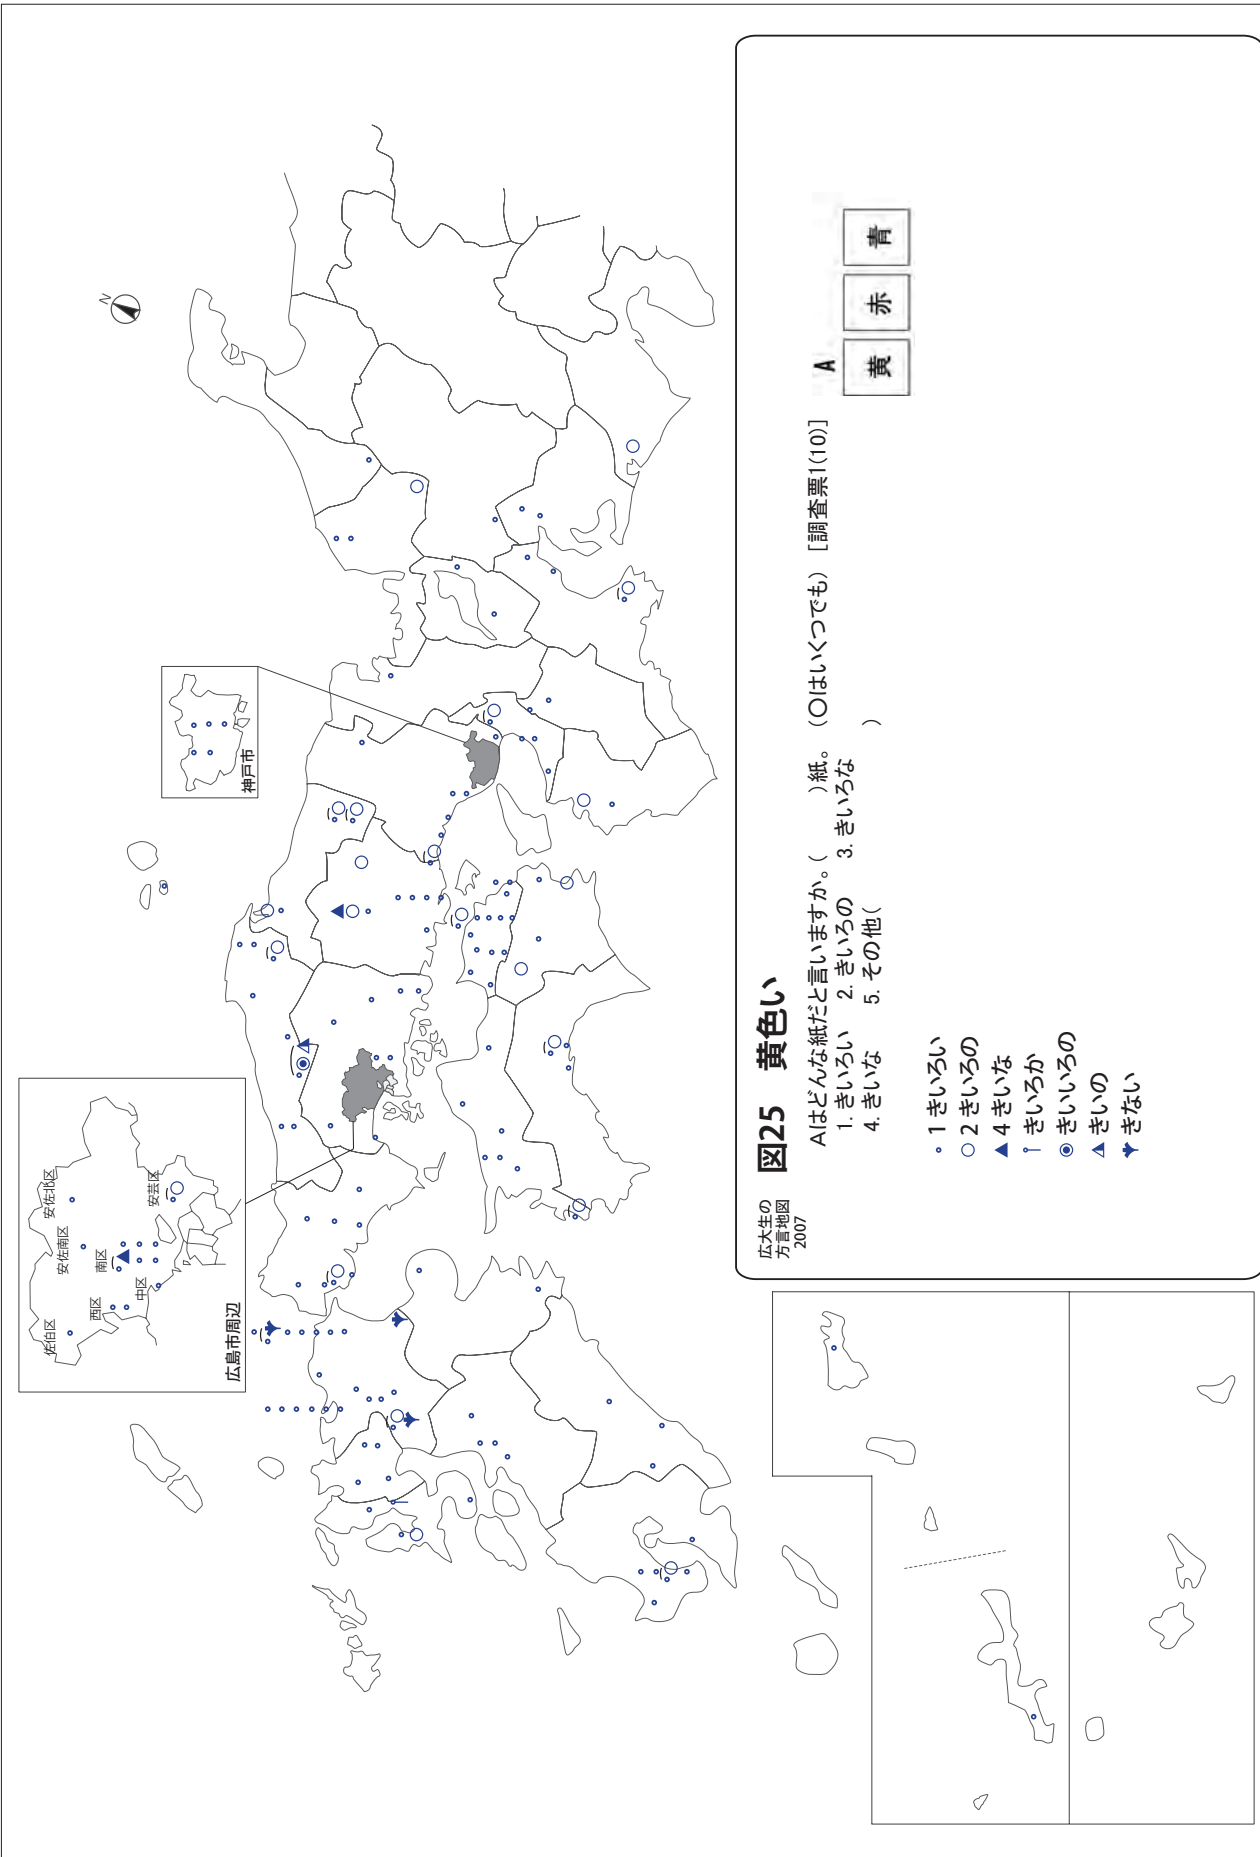 広大生の
方言地図
2007
図25 黄色い
Aはどんな紙だと言いますか。( )紙。 (○はいくつでも) [調査票1(10)]
1. きいろい 2. きいろの 3. きいろな
4. きいな 5. その他( )
A
黄 赤 青
1 きいろい
2 きいろの
4 きいな
きいろか
きいいろの
きいの
きない
広島市周辺
佐伯区
西区
中区
南区
安佐南区
安佐北区
安芸区
神戸市
N